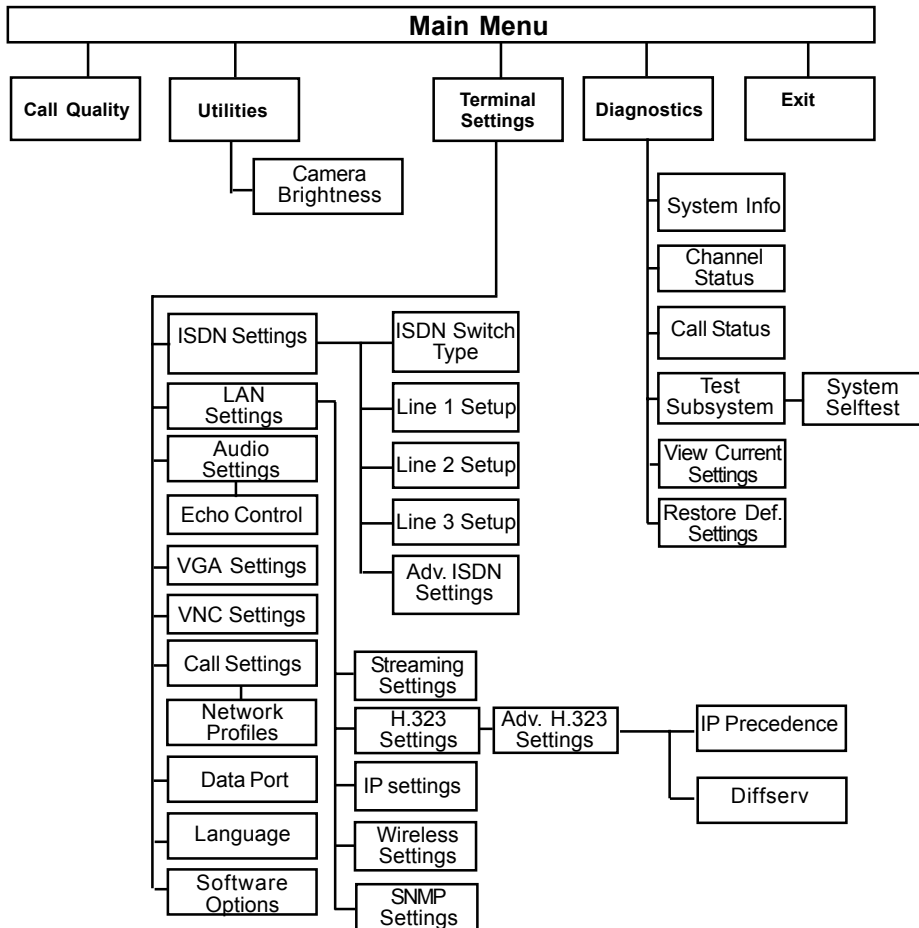 Main Menu
Call Quality
Utilities
Terminal
Settings
Diagnostics
Exit
Camera
Brightness
System Info
Channel
Status
Call Status
Test
Subsystem
System
Selftest
View Current
Settings
Restore Def.
Settings
ISDN Settings
LAN
Settings
Audio
Settings
Echo Control
VGA Settings
VNC Settings
Call Settings
Network
Profiles
Data Port
Language
Software
Options
ISDN Switch
Type
Line 1 Setup
Line 2 Setup
Line 3 Setup
Adv. ISDN
Settings
Streaming
Settings
H.323
Settings
Adv. H.323
Settings
IP Precedence
Diffserv
IP settings
Wireless
Settings
SNMP
Settings